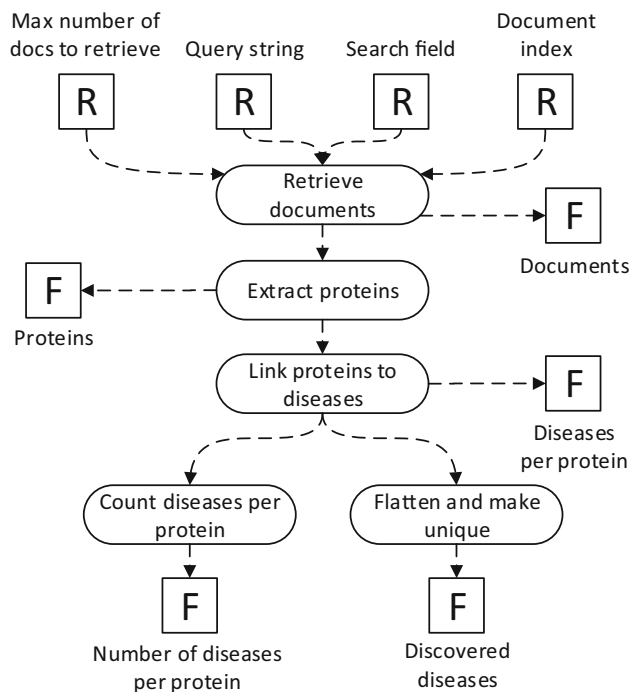 Max number of
docs to retrieve
Query string
Search field
Document
index
R
R
R
R
Retrieve
documents
F
Documents
Extract proteins
F
Proteins
Link proteins to
diseases
F
Diseases
per protein
Count diseases per
protein
Flatten and make
unique
F
Number of diseases
per protein
F
Discovered
diseases